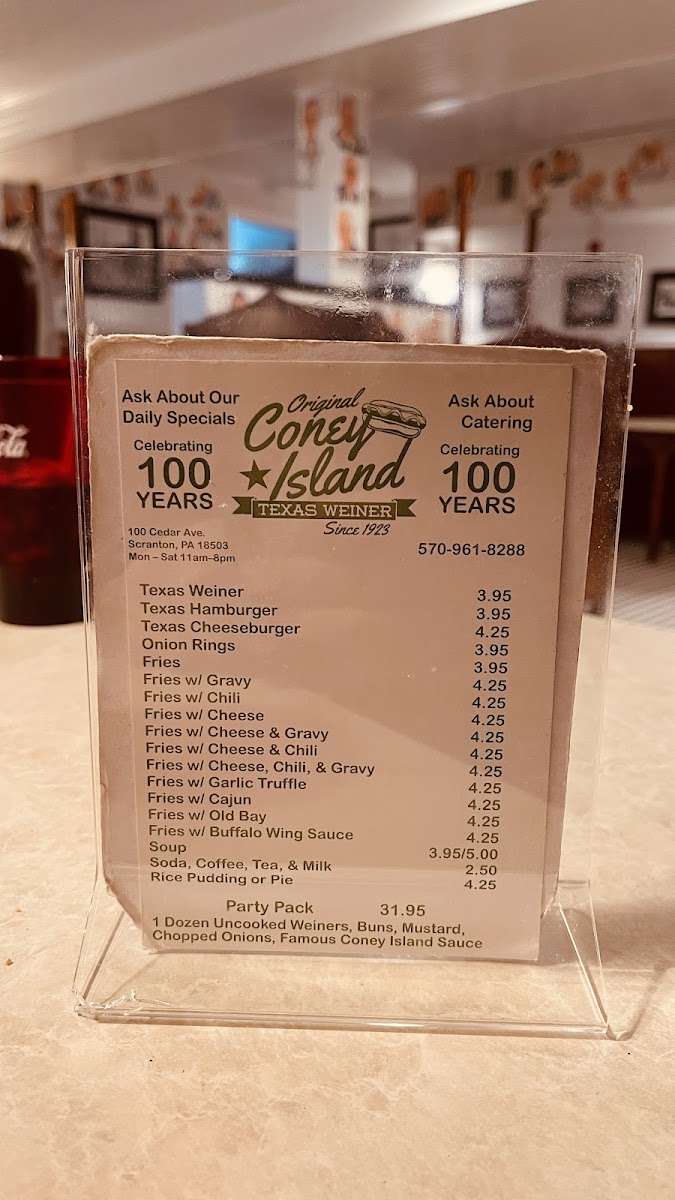 Ask About Our
Daily Specials
Celebrating
100
YEARS
Original
Coney
Island
TEXAS WEINER
Since 1923
Ask About
Catering
Celebrating
100
YEARS
100 Cedar Ave.
Scranton, PA 18503
Mon – Sat 11am–8pm
570-961-8288
Texas Weiner 3.95
Texas Hamburger 3.95
Texas Cheeseburger 4.25
Onion Rings 3.95
Fries 3.95
Fries w/ Gravy 4.25
Fries w/ Chili 4.25
Fries w/ Cheese 4.25
Fries w/ Cheese & Gravy 4.25
Fries w/ Cheese & Chili 4.25
Fries w/ Cheese, Chili, & Gravy 4.25
Fries w/ Garlic Truffle 4.25
Fries w/ Cajun 4.25
Fries w/ Old Bay 4.25
Fries w/ Buffalo Wing Sauce 4.25
Soup 3.95/5.00
Soda, Coffee, Tea, & Milk 2.50
Rice Pudding or Pie 4.25
Party Pack 31.95
1 Dozen Uncooked Weiners, Buns, Mustard,
Chopped Onions, Famous Coney Island Sauce